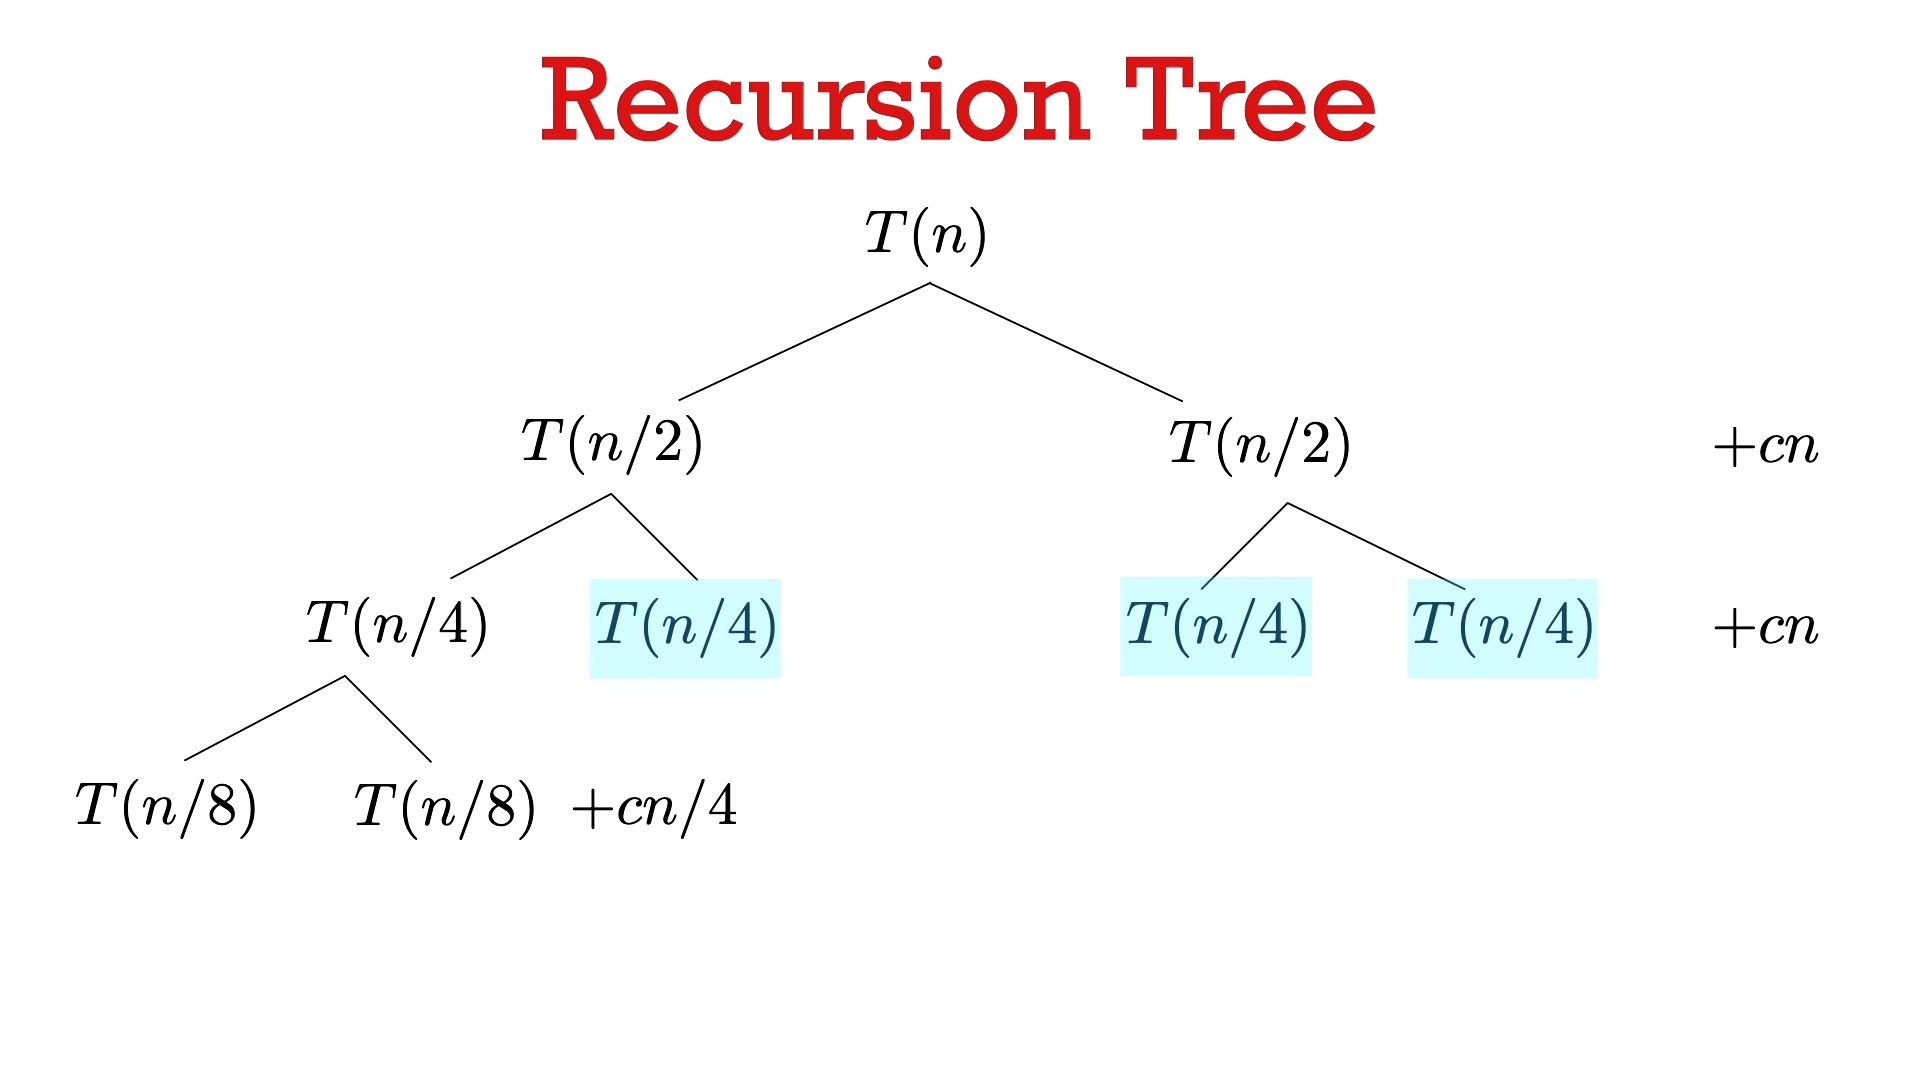 Recursion Tree
T(n)
T(n/2) T(n/2) +cn
T(n/4) T(n/4) T(n/4) T(n/4) +cn
T(n/8) T(n/8) +cn/4